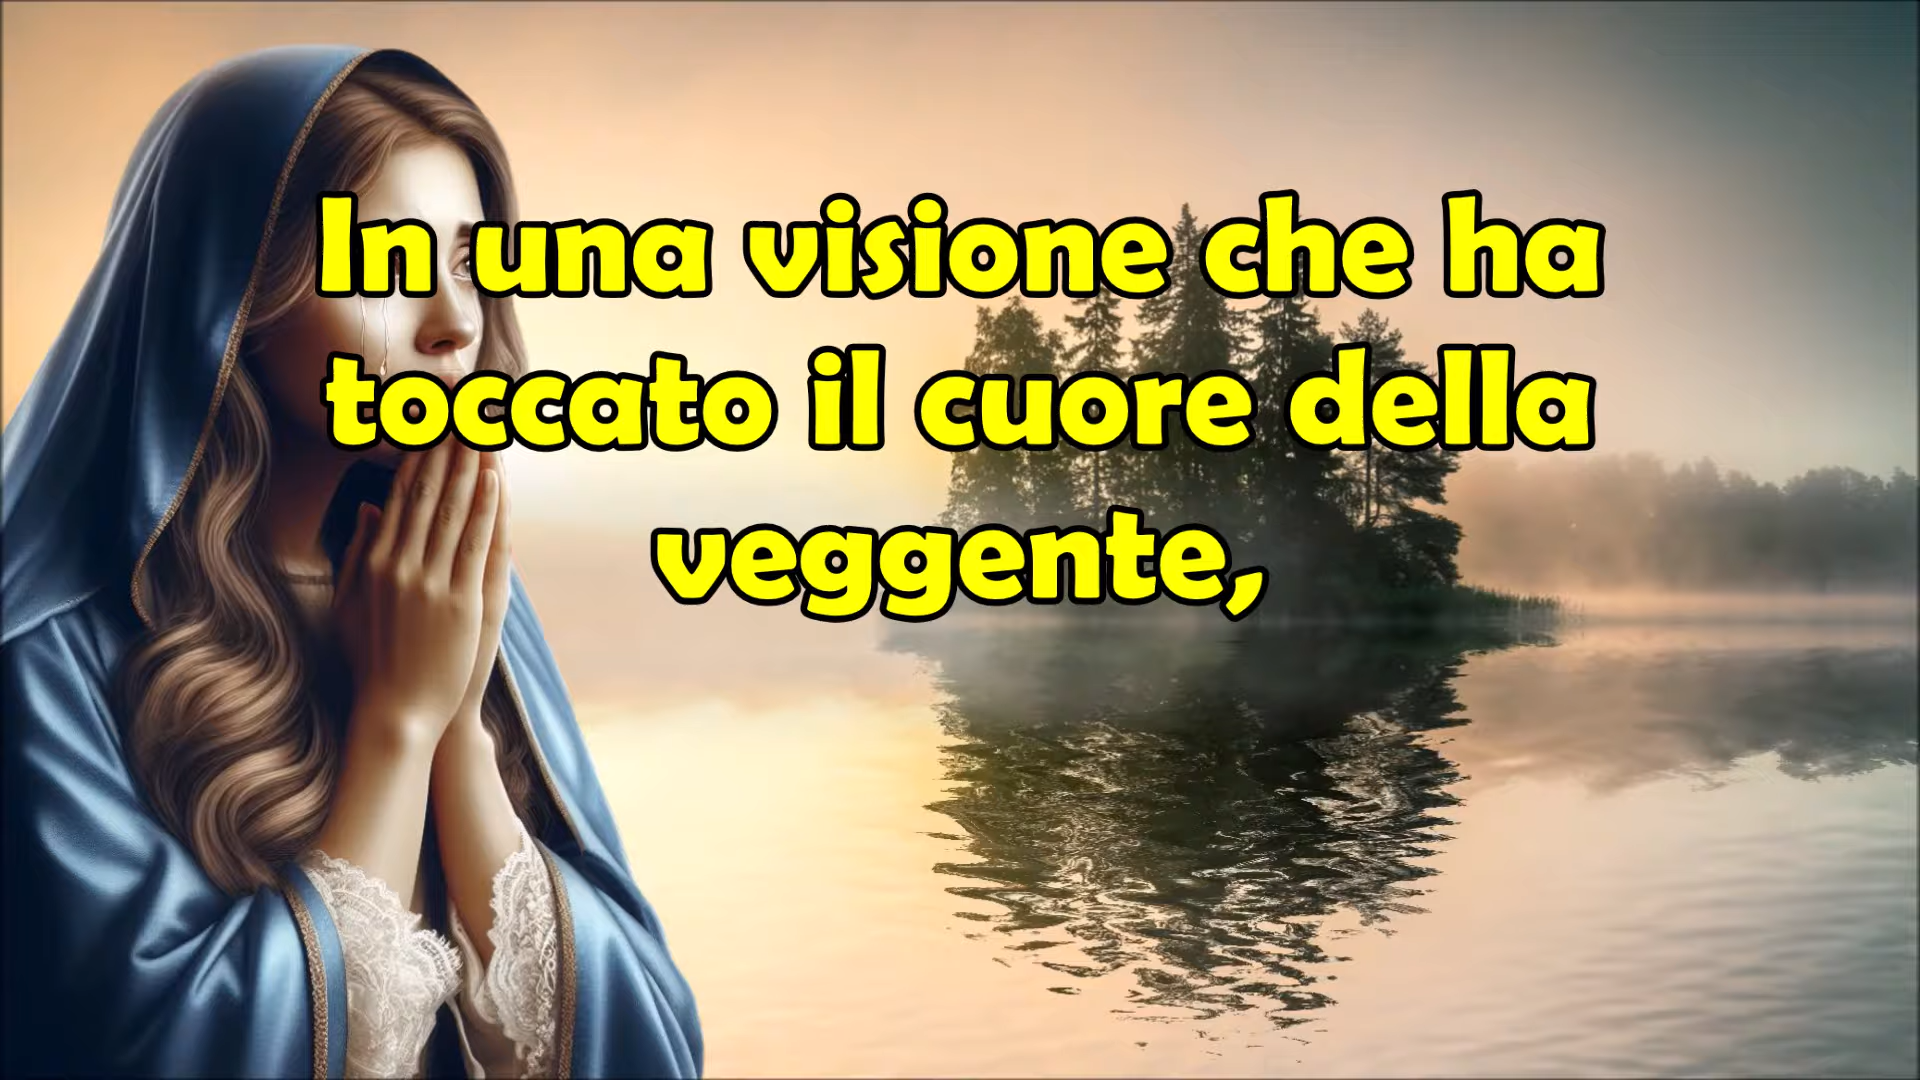 In una visione che ha
toccato il cuore della
veggente,